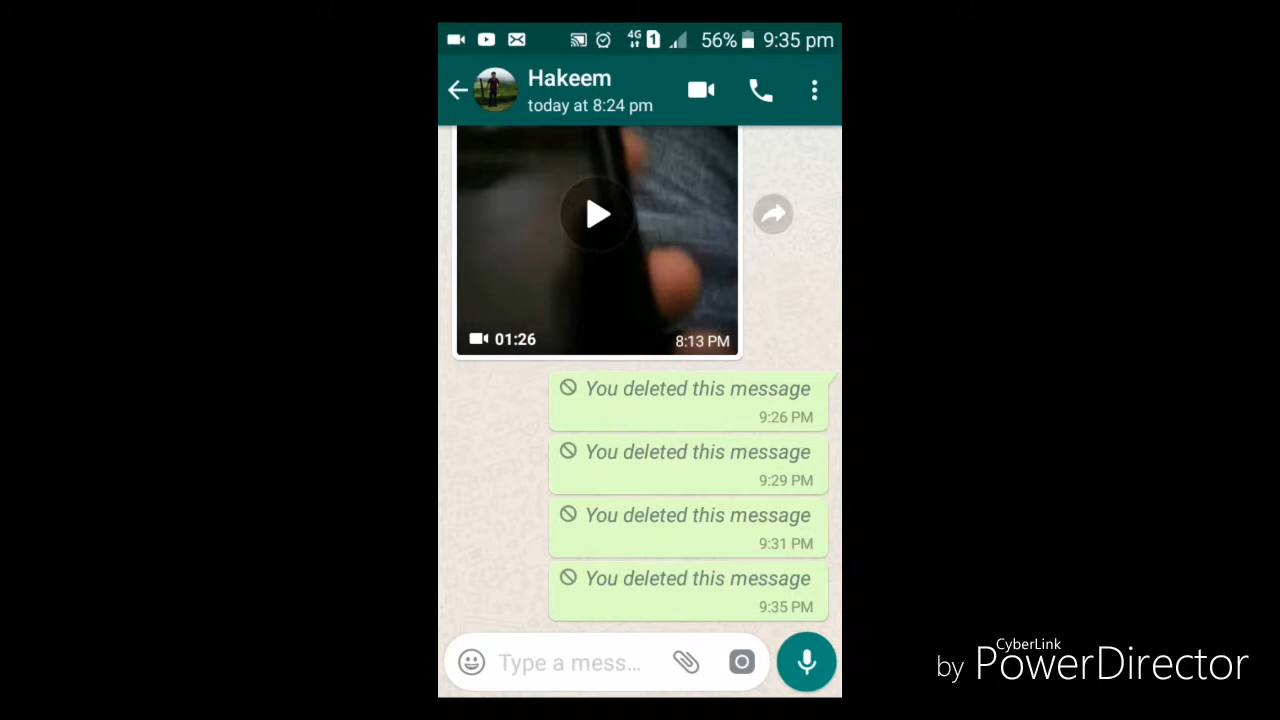 4G 1 56% 9:35 pm
Hakeem
today at 8:24 pm
01:26 8:13 PM
You deleted this message
9:26 PM
You deleted this message
9:29 PM
You deleted this message
9:31 PM
You deleted this message
9:35 PM
Type a mess...
CyberLink
by PowerDirector